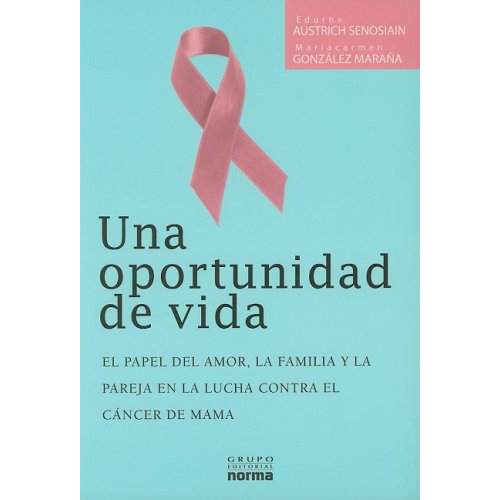 Edurne
AUSTRICH SENOSIAIN
Mariacarmen
GONZÁLEZ MARAÑA
Una
oportunidad
de vida
EL PAPEL DEL AMOR, LA FAMILIA Y LA
PAREJA EN LA LUCHA CONTRA EL
CÁNCER DE MAMA
GRUPO
EDITORIAL
norma